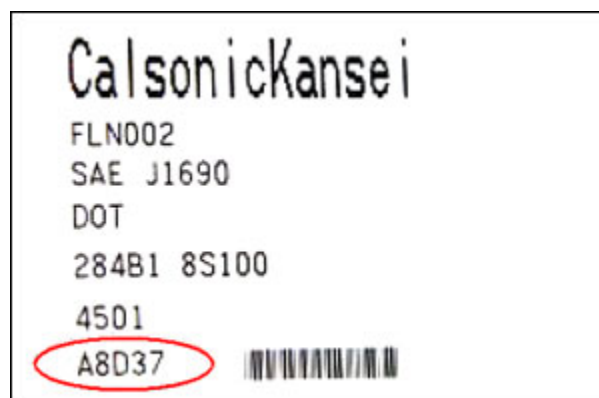 CalsonicKansei
FLN002
SAE J1690
DOT
284B1 8S100
4501
A8D37